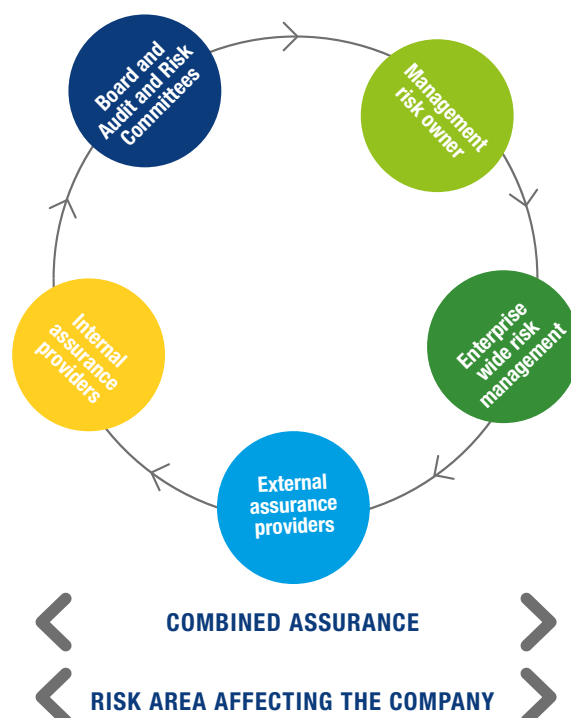 Board and
Audit and Risk
Committees
Management
risk owner
Enterprise
wide risk
management
External
assurance
providers
Internal
assurance
providers
COMBINED ASSURANCE
RISK AREA AFFECTING THE COMPANY